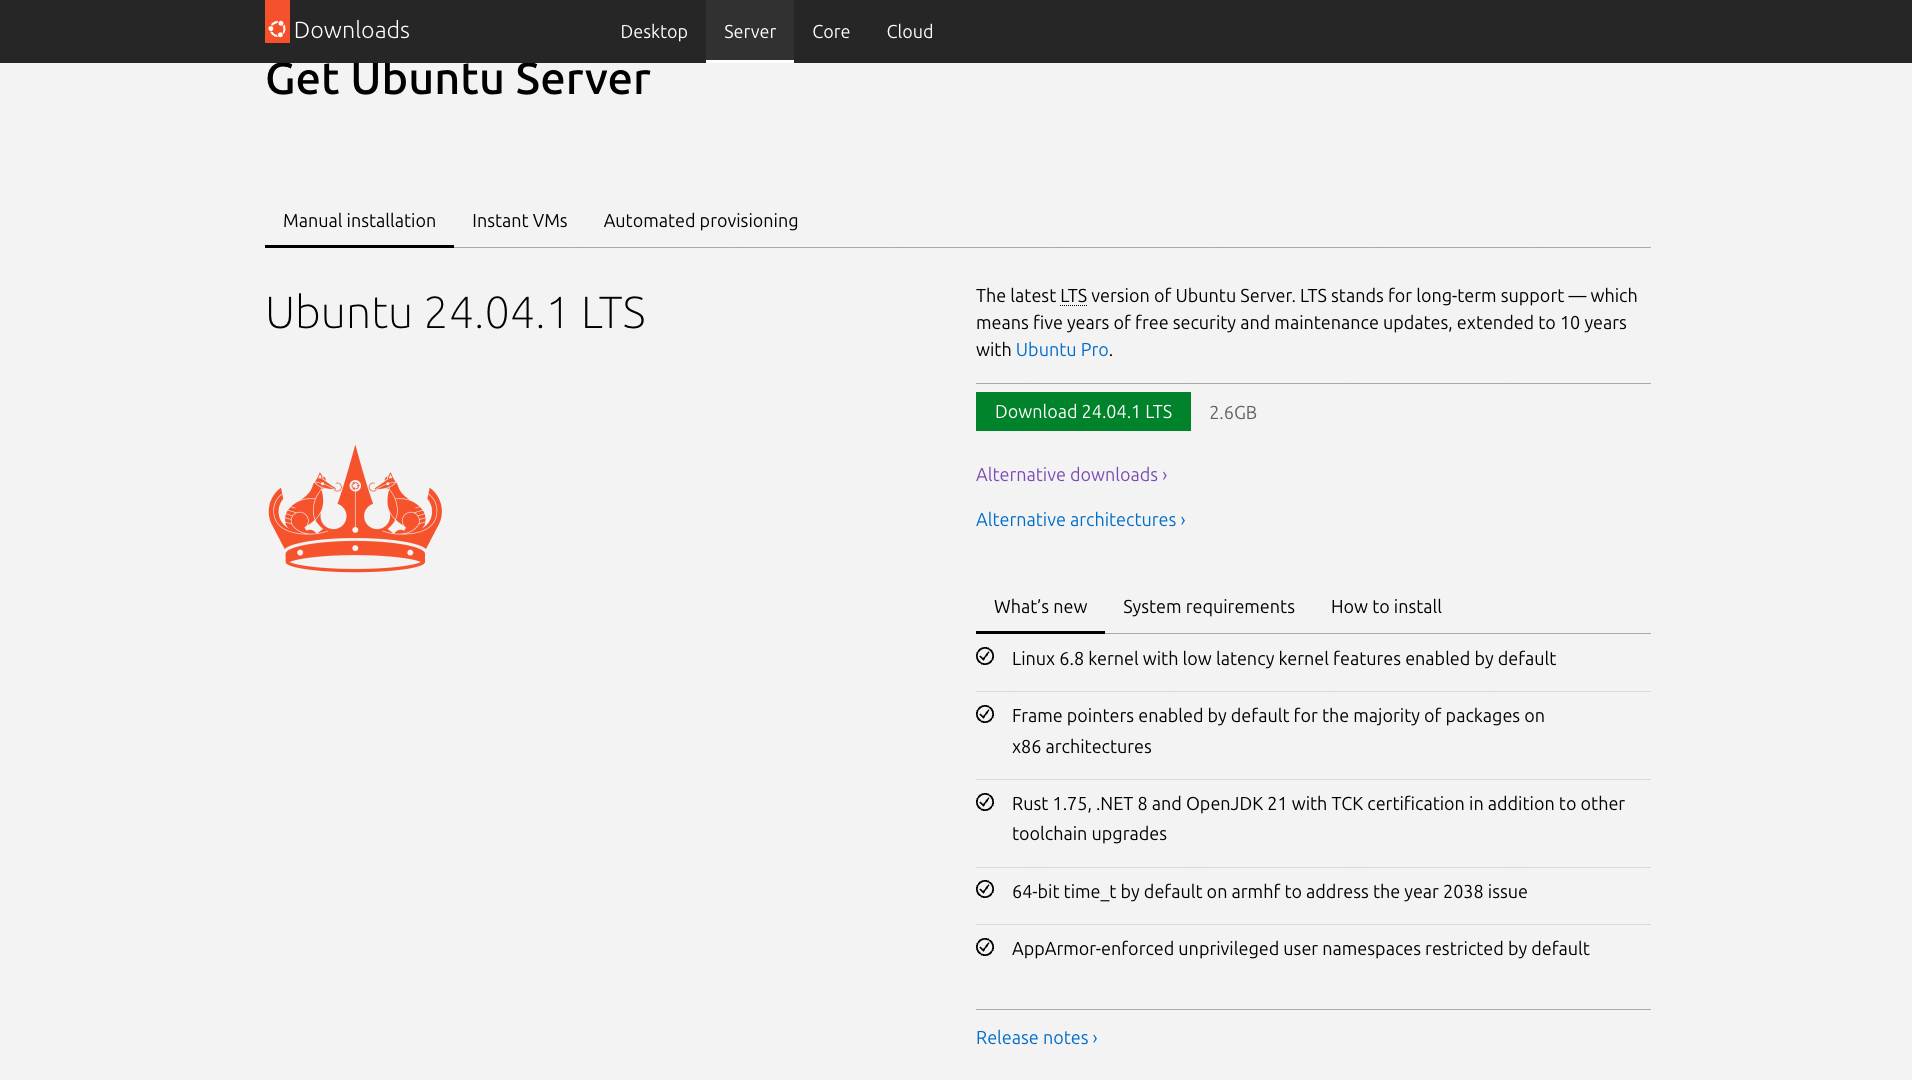 Downloads
Desktop
Server
Core
Cloud
Get Ubuntu Server
Manual installation
Instant VMs
Automated provisioning
Ubuntu 24.04.1 LTS
The latest LTS version of Ubuntu Server. LTS stands for long-term support — which
means five years of free security and maintenance updates, extended to 10 years
with Ubuntu Pro.
Download 24.04.1 LTS
2.6GB
Alternative downloads ›
Alternative architectures ›
What’s new
System requirements
How to install
Linux 6.8 kernel with low latency kernel features enabled by default
Frame pointers enabled by default for the majority of packages on
x86 architectures
Rust 1.75, .NET 8 and OpenJDK 21 with TCK certification in addition to other
toolchain upgrades
64-bit time_t by default on armhf to address the year 2038 issue
AppArmor-enforced unprivileged user namespaces restricted by default
Release notes ›